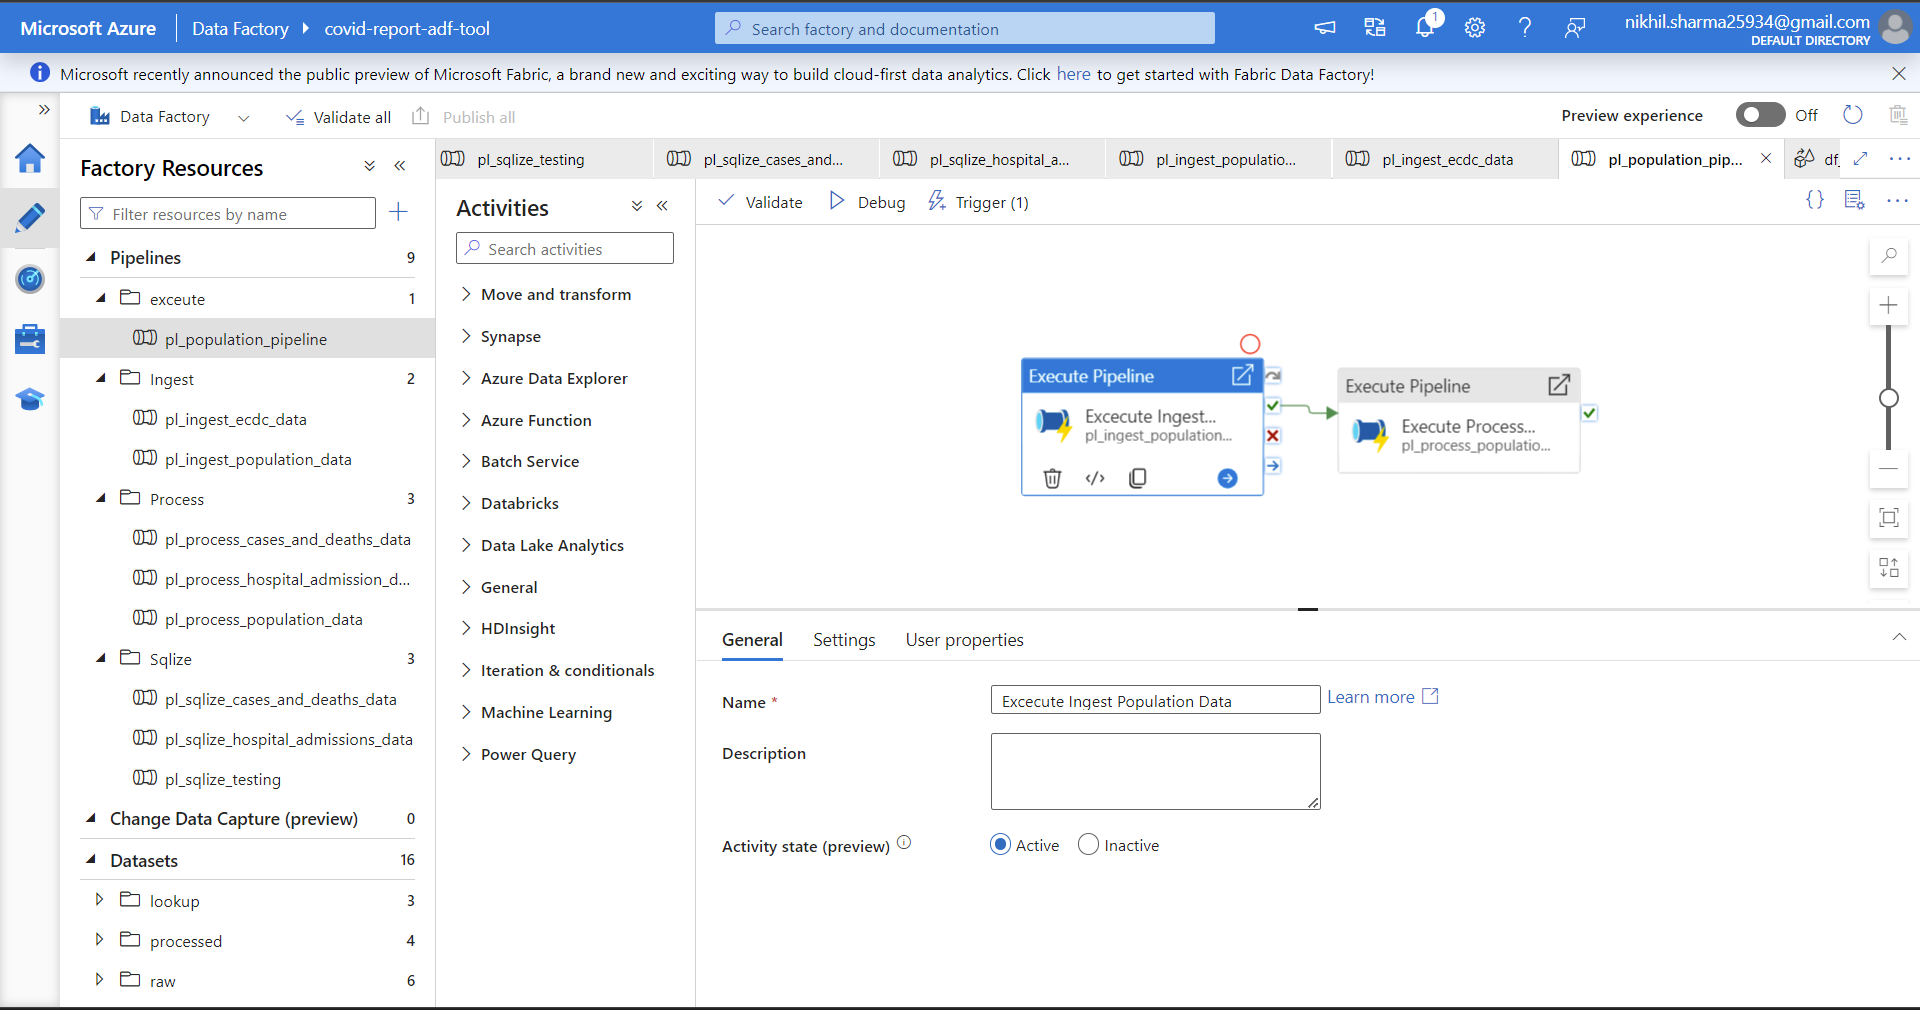 Microsoft Azure
Data Factory
covid-report-adf-tool
Search factory and documentation
1
nikhil.sharma25934@gmail.com
DEFAULT DIRECTORY
Microsoft recently announced the public preview of Microsoft Fabric, a brand new and exciting way to build cloud-first data analytics. Click here to get started with Fabric Data Factory!
Data Factory
Validate all
Publish all
Preview experience
Off
Factory Resources
Filter resources by name
Pipelines 9
exceute 1
pl_population_pipeline
Ingest 2
pl_ingest_ecdc_data
pl_ingest_population_data
Process 3
pl_process_cases_and_deaths_data
pl_process_hospital_admission_d...
pl_process_population_data
Sqlize 3
pl_sqlize_cases_and_deaths_data
pl_sqlize_hospital_admissions_data
pl_sqlize_testing
Change Data Capture (preview) 0
Datasets 16
lookup 3
processed 4
raw 6
pl_sqlize_testing
pl_sqlize_cases_and...
pl_sqlize_hospital_a...
pl_ingest_populatio...
pl_ingest_ecdc_data
pl_population_pip...
df_
Activities
Search activities
Move and transform
Synapse
Azure Data Explorer
Azure Function
Batch Service
Databricks
Data Lake Analytics
General
HDInsight
Iteration & conditionals
Machine Learning
Power Query
Validate
Debug
Trigger (1)
Execute Pipeline
Excecute Ingest...
pl_ingest_population...
Execute Pipeline
Execute Process...
pl_process_populatio...
General
Settings
User properties
Name *
Excecute Ingest Population Data
Learn more
Description
Activity state (preview)
Active
Inactive